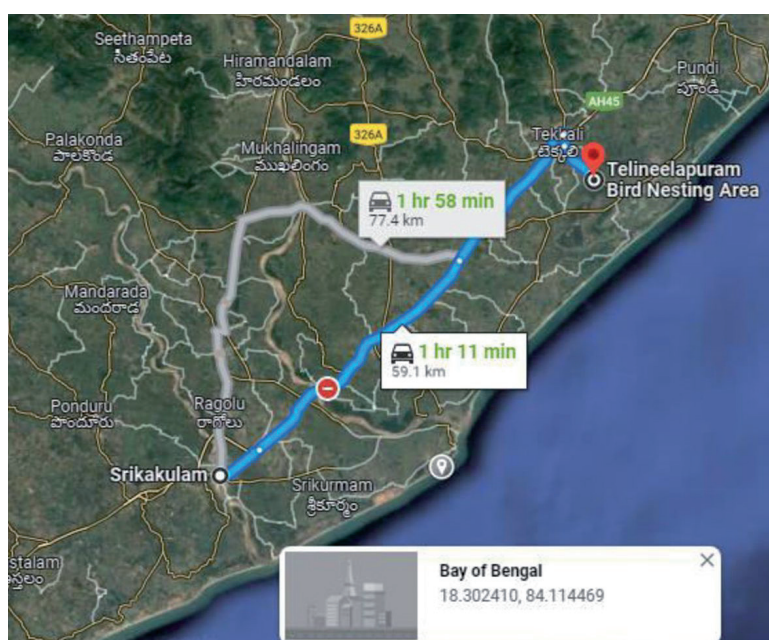 326A
Seethampeta
సీతంపేట
Hiramandalam
హిరమండలం
Pundi
పూండి
AH45
Palakonda
పాలకొండ
Mukhalingam
ముఖలింగం
326A
Tekkali
టెక్కలి
Telineelapuram
Bird Nesting Area
1 hr 58 min
77.4 km
Mandarada
మందరాడ
1 hr 11 min
59.1 km
Ponduru
పొందూరు
Ragolu
రాగోలు
Srikakulam
Srikurmam
శ్రీకూర్మం
stalam
Bay of Bengal
18.302410, 84.114469